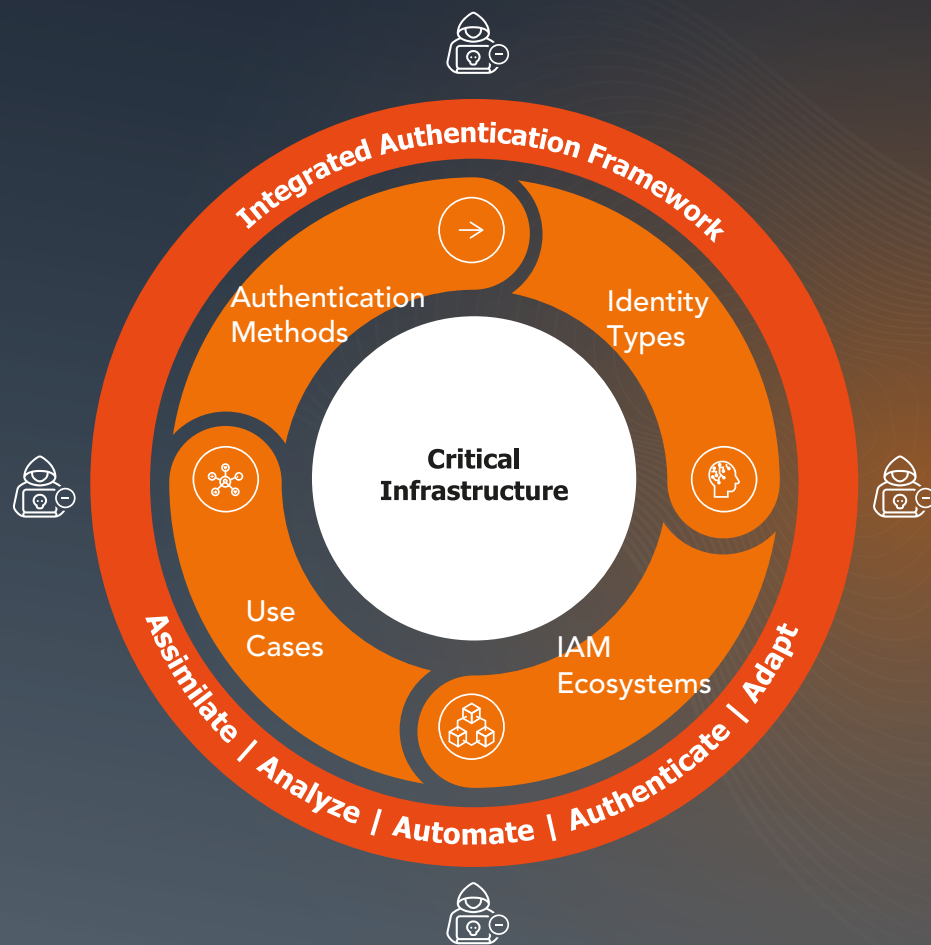 Integrated Authentication Framework
Authentication
Methods
Identity
Types
Critical
Infrastructure
Use
Cases
IAM
Ecosystems
Assimilate | Analyze | Automate | Authenticate | Adapt